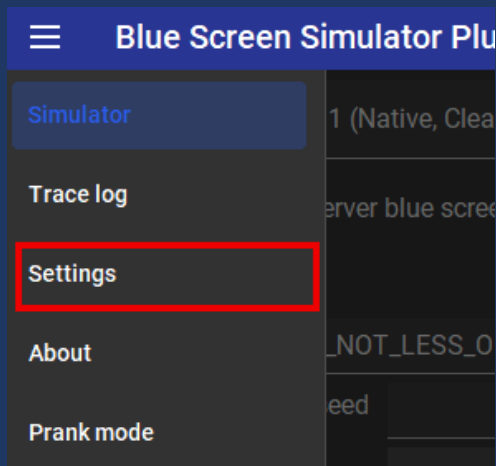 Blue Screen Simulator Plu
Simulator
1 (Native, Clea
Trace log
erver blue scree
Settings
About
_NOT_LESS_O
eed
Prank mode